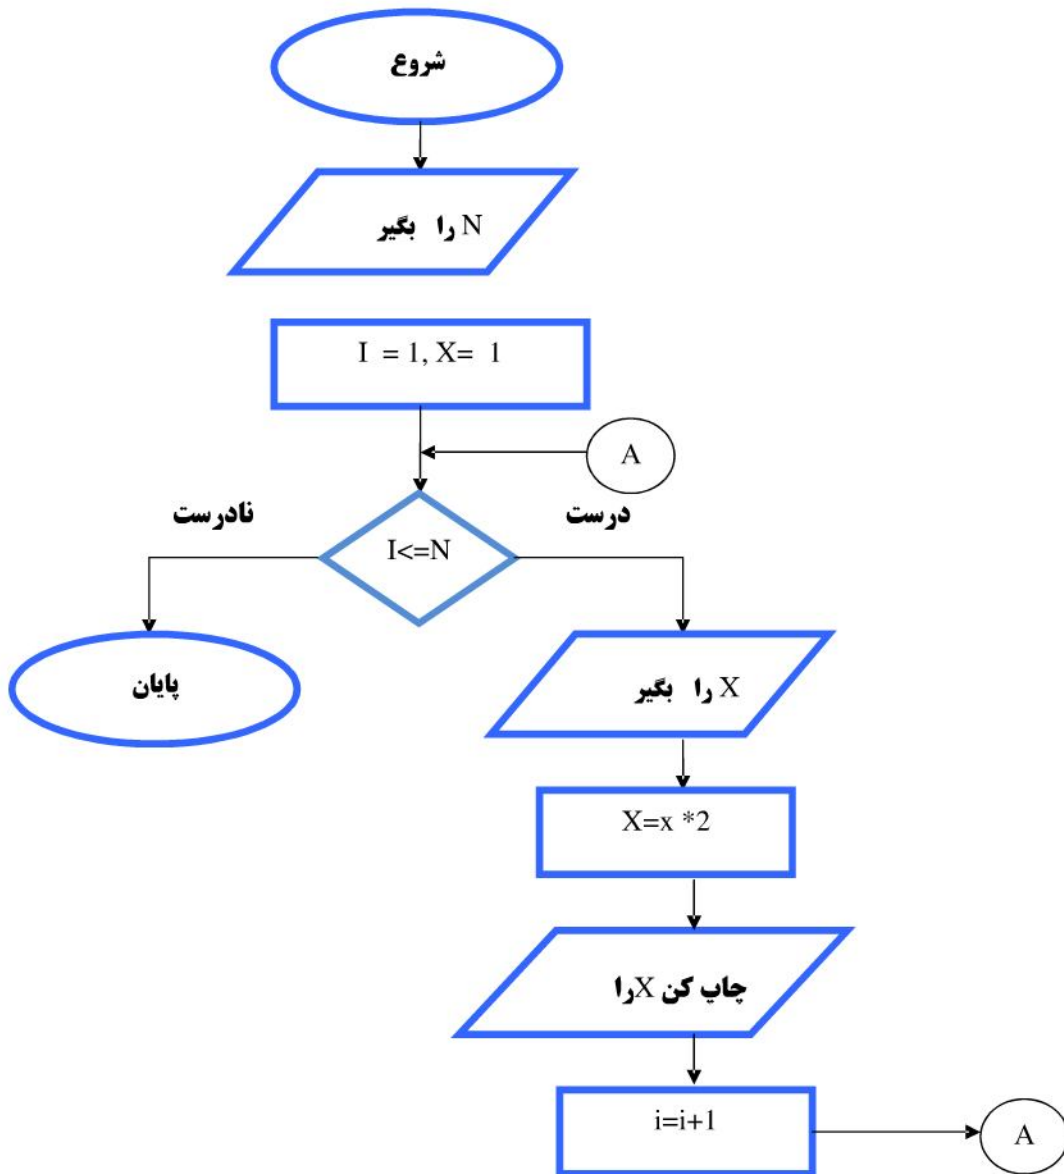 شروع
N را بگیر
I = 1, X= 1
A
نادرست
درست
I<=N
پایان
X را بگیر
X=x *2
چاپ کن Xرا
i=i+1
A